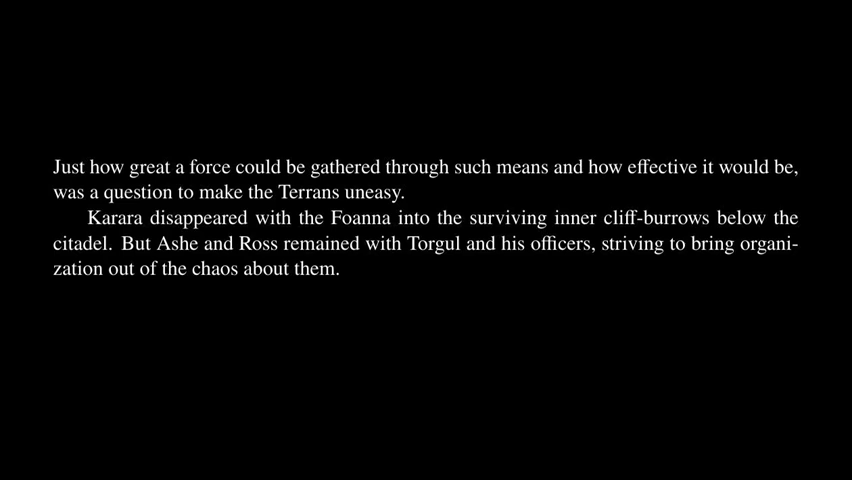 Just how great a force could be gathered through such means and how effective it would be,
was a question to make the Terrans uneasy.
Karara disappeared with the Foanna into the surviving inner cliff-burrows below the
citadel. But Ashe and Ross remained with Torgul and his officers, striving to bring organi-
zation out of the chaos about them.